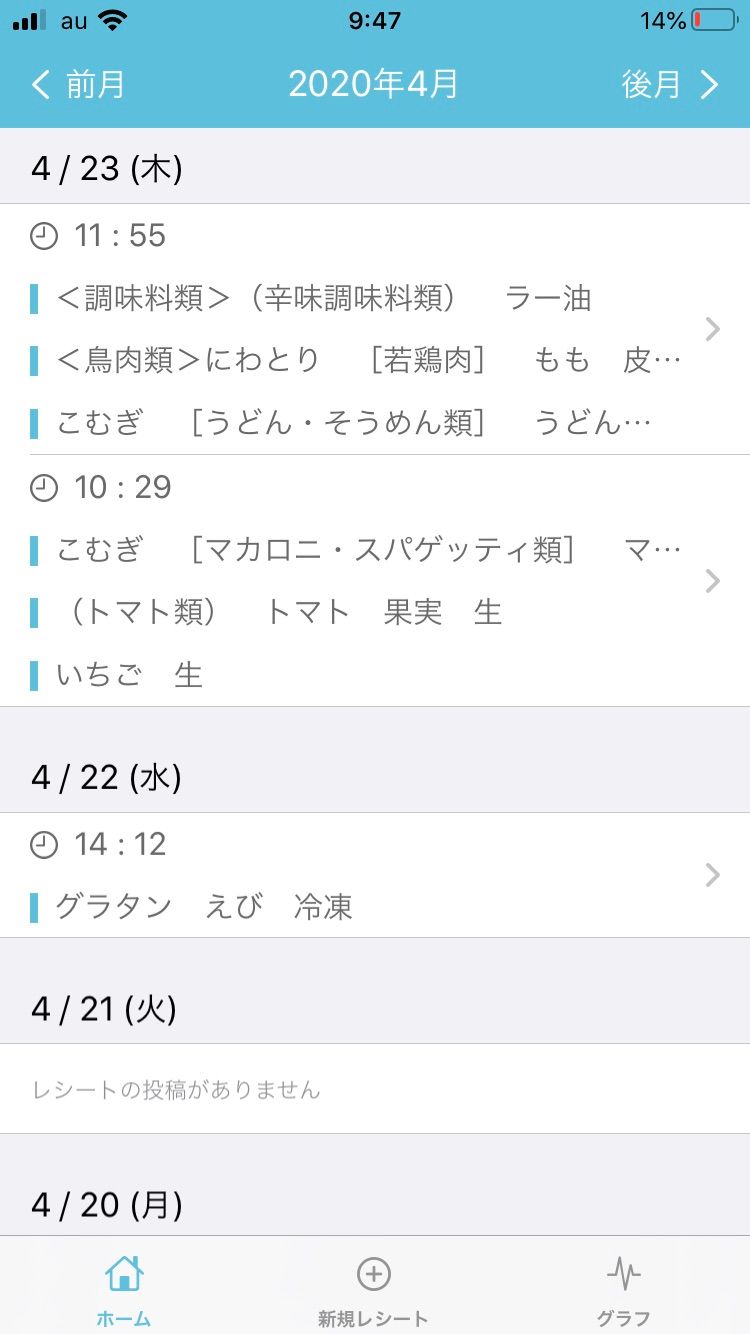 au 9:47 14%
前月 2020年4月 後月
4 / 23 (木)
11 : 55
＜調味料類＞（辛味調味料類）　ラー油
＜鳥肉類＞にわとり　［若鶏肉］　もも　皮…
こむぎ　［うどん・そうめん類］　うどん…
10 : 29
こむぎ　［マカロニ・スパゲッティ類］　マ…
（トマト類）　トマト　果実　生
いちご　生
4 / 22 (水)
14 : 12
グラタン　えび　冷凍
4 / 21 (火)
レシートの投稿がありません
4 / 20 (月)
ホーム 新規レシート グラフ